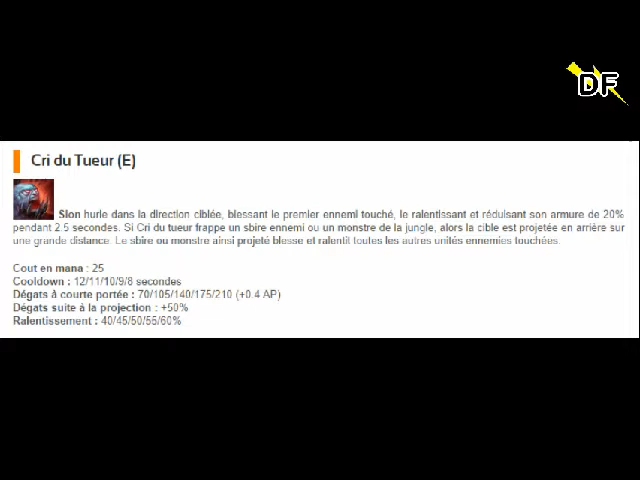 DF
Cri du Tueur (E)
Sion hurle dans la direction ciblée, blessant le premier ennemi touché, le ralentissant et réduisant son armure de 20%
pendant 2.5 secondes. Si Cri du tueur frappe un sbire ennemi ou un monstre de la jungle, alors la cible est projetée en arrière sur
une grande distance. Le sbire ou monstre ainsi projeté blesse et ralentit toutes les autres unités ennemies touchées.
Cout en mana : 25
Cooldown : 12/11/10/9/8 secondes
Dégats à courte portée : 70/105/140/175/210 (+0.4 AP)
Dégats suite à la projection : +50%
Ralentissement : 40/45/50/55/60%